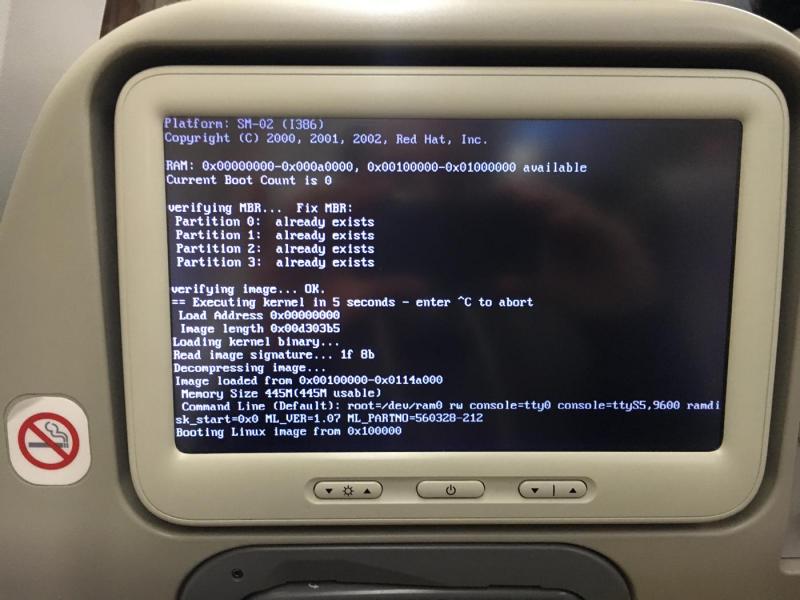 Platform: SM-02 (I386)
Copyright (C) 2000, 2001, 2002, Red Hat, Inc.
RAM: 0x00000000-0x000a0000, 0x00100000-0x01000000 available
Current Boot Count is 0
verifying MBR... Fix MBR:
Partition 0: already exists
Partition 1: already exists
Partition 2: already exists
Partition 3: already exists
verifying image... OK.
== Executing kernel in 5 seconds - enter ^C to abort
Load Address 0x00000000
Image length 0x00d303b5
Loading kernel binary...
Read image signature... 1f 8b
Decompressing image...
Image loaded from 0x00100000-0x0114a000
Memory Size 445M(445M usable)
Command Line (Default): root=/dev/ram0 rw console=tty0 console=ttyS5,9600 ramdi
sk_start=0x0 ML_VER=1.07 ML_PARTNO=560328-212
Booting Linux image from 0x100000